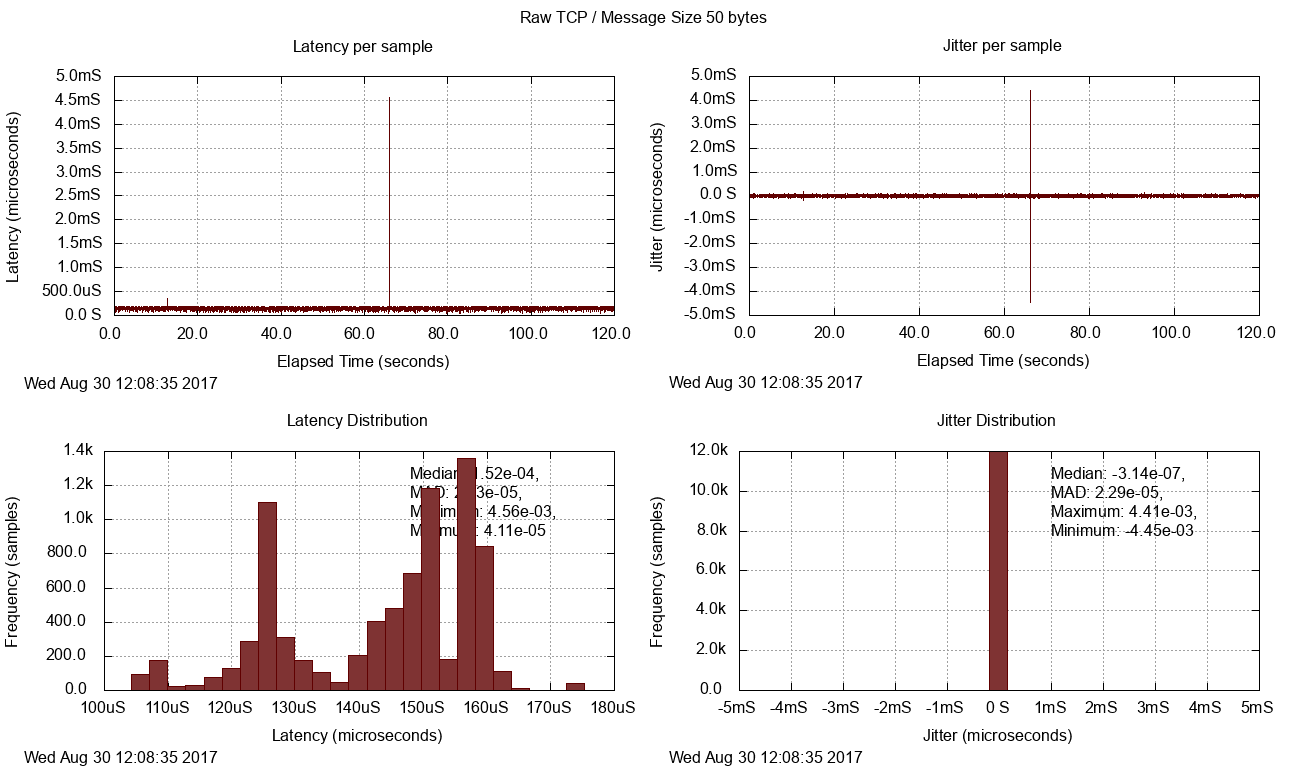 Raw TCP / Message Size 50 bytes
Latency per sample
5.0mS
4.5mS
4.0mS
3.5mS
3.0mS
2.5mS
2.0mS
1.5mS
1.0mS
500.0uS
0.0 S
Latency (microseconds)
0.0 20.0 40.0 60.0 80.0 100.0 120.0
Elapsed Time (seconds)
Wed Aug 30 12:08:35 2017
Jitter per sample
5.0mS
4.0mS
3.0mS
2.0mS
1.0mS
0.0 S
-1.0mS
-2.0mS
-3.0mS
-4.0mS
-5.0mS
Jitter (microseconds)
0.0 20.0 40.0 60.0 80.0 100.0 120.0
Elapsed Time (seconds)
Wed Aug 30 12:08:35 2017
Latency Distribution
1.4k
1.2k
1.0k
800.0
600.0
400.0
200.0
0.0
Frequency (samples)
Median: 1.52e-04,
MAD: 
Maximum: 4.56e-03,
Minimum: 4.11e-05
100uS 110uS 120uS 130uS 140uS 150uS 160uS 170uS 180uS
Latency (microseconds)
Wed Aug 30 12:08:35 2017
Jitter Distribution
12.0k
10.0k
8.0k
6.0k
4.0k
2.0k
0.0
Frequency (samples)
Median: -3.14e-07,
MAD: 2.29e-05,
Maximum: 4.41e-03,
Minimum: -4.45e-03
-5mS -4mS -3mS -2mS -1mS 0 S 1mS 2mS 3mS 4mS 5mS
Jitter (microseconds)
Wed Aug 30 12:08:35 2017